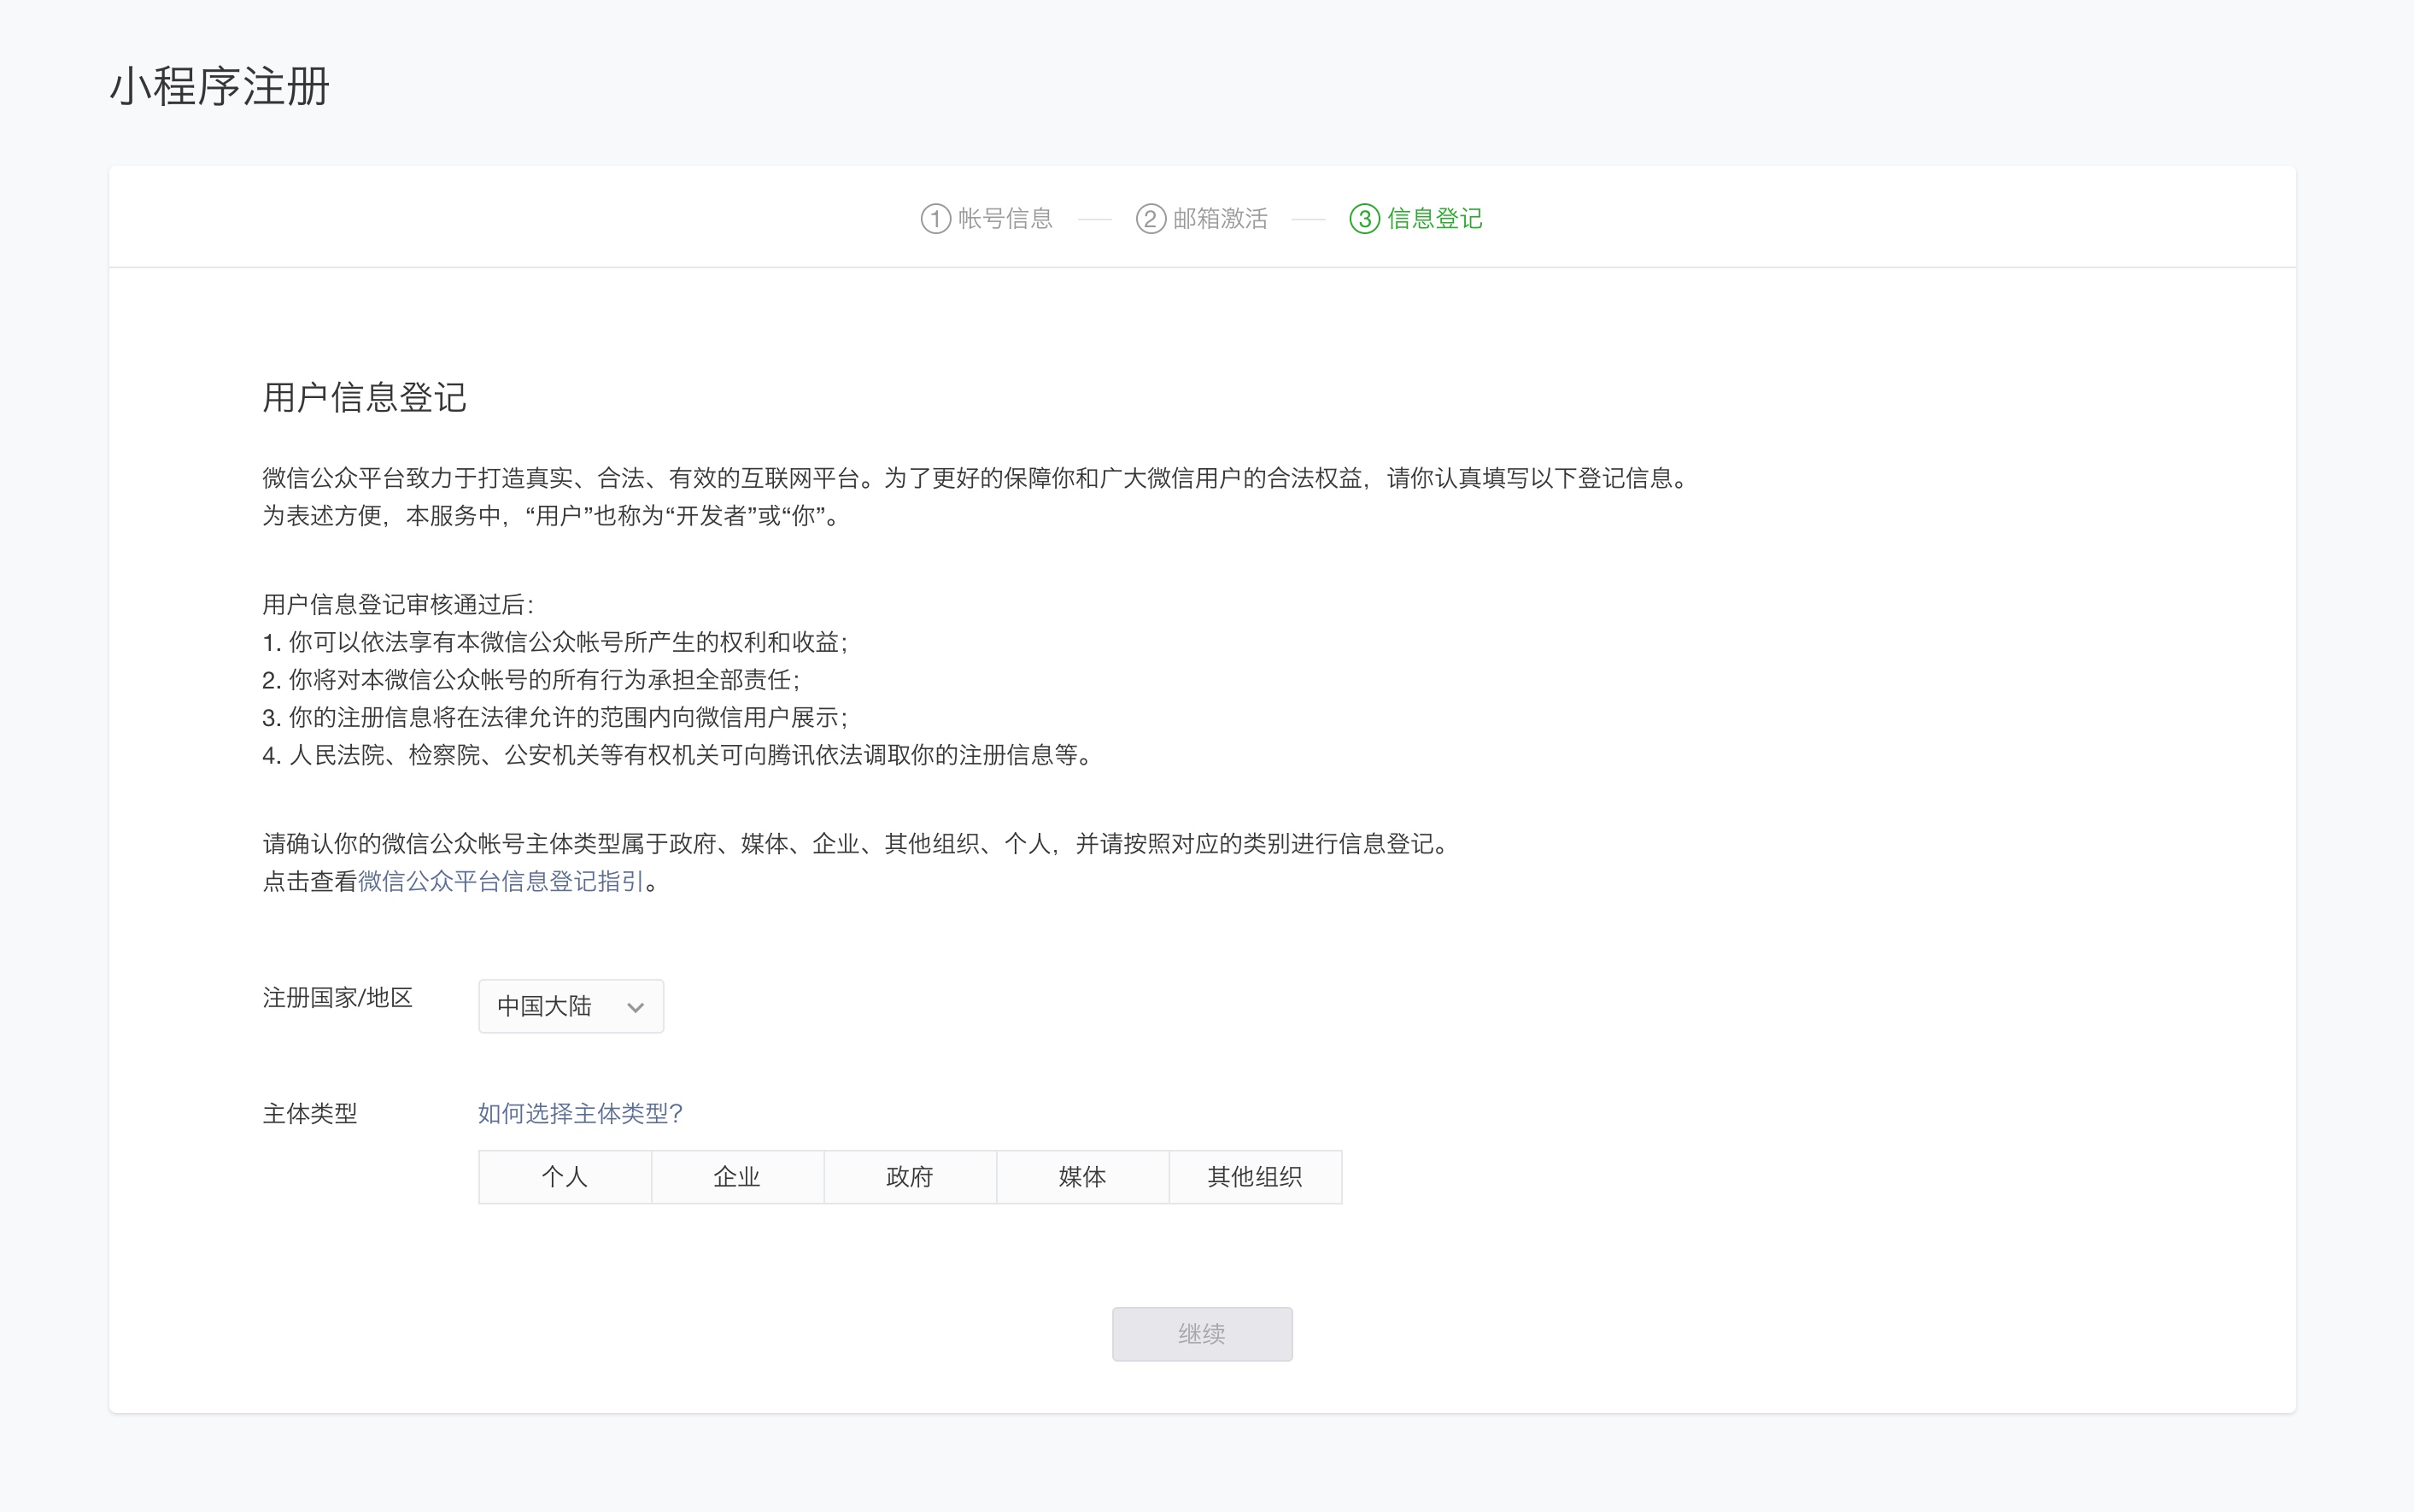 小程序注册
① 帐号信息 ② 邮箱激活 ③ 信息登记
用户信息登记
微信公众平台致力于打造真实、合法、有效的互联网平台。为了更好的保障你和广大微信用户的合法权益，请你认真填写以下登记信息。
为表述方便，本服务中，“用户”也称为“开发者”或“你”。
用户信息登记审核通过后：
1. 你可以依法享有本微信公众帐号所产生的权利和收益；
2. 你将对本微信公众帐号的所有行为承担全部责任；
3. 你的注册信息将在法律允许的范围内向微信用户展示；
4. 人民法院、检察院、公安机关等有权机关可向腾讯依法调取你的注册信息等。
请确认你的微信公众帐号主体类型属于政府、媒体、企业、其他组织、个人，并请按照对应的类别进行信息登记。
点击查看微信公众平台信息登记指引。
注册国家/地区 中国大陆
主体类型 如何选择主体类型？
个人 企业 政府 媒体 其他组织
继续